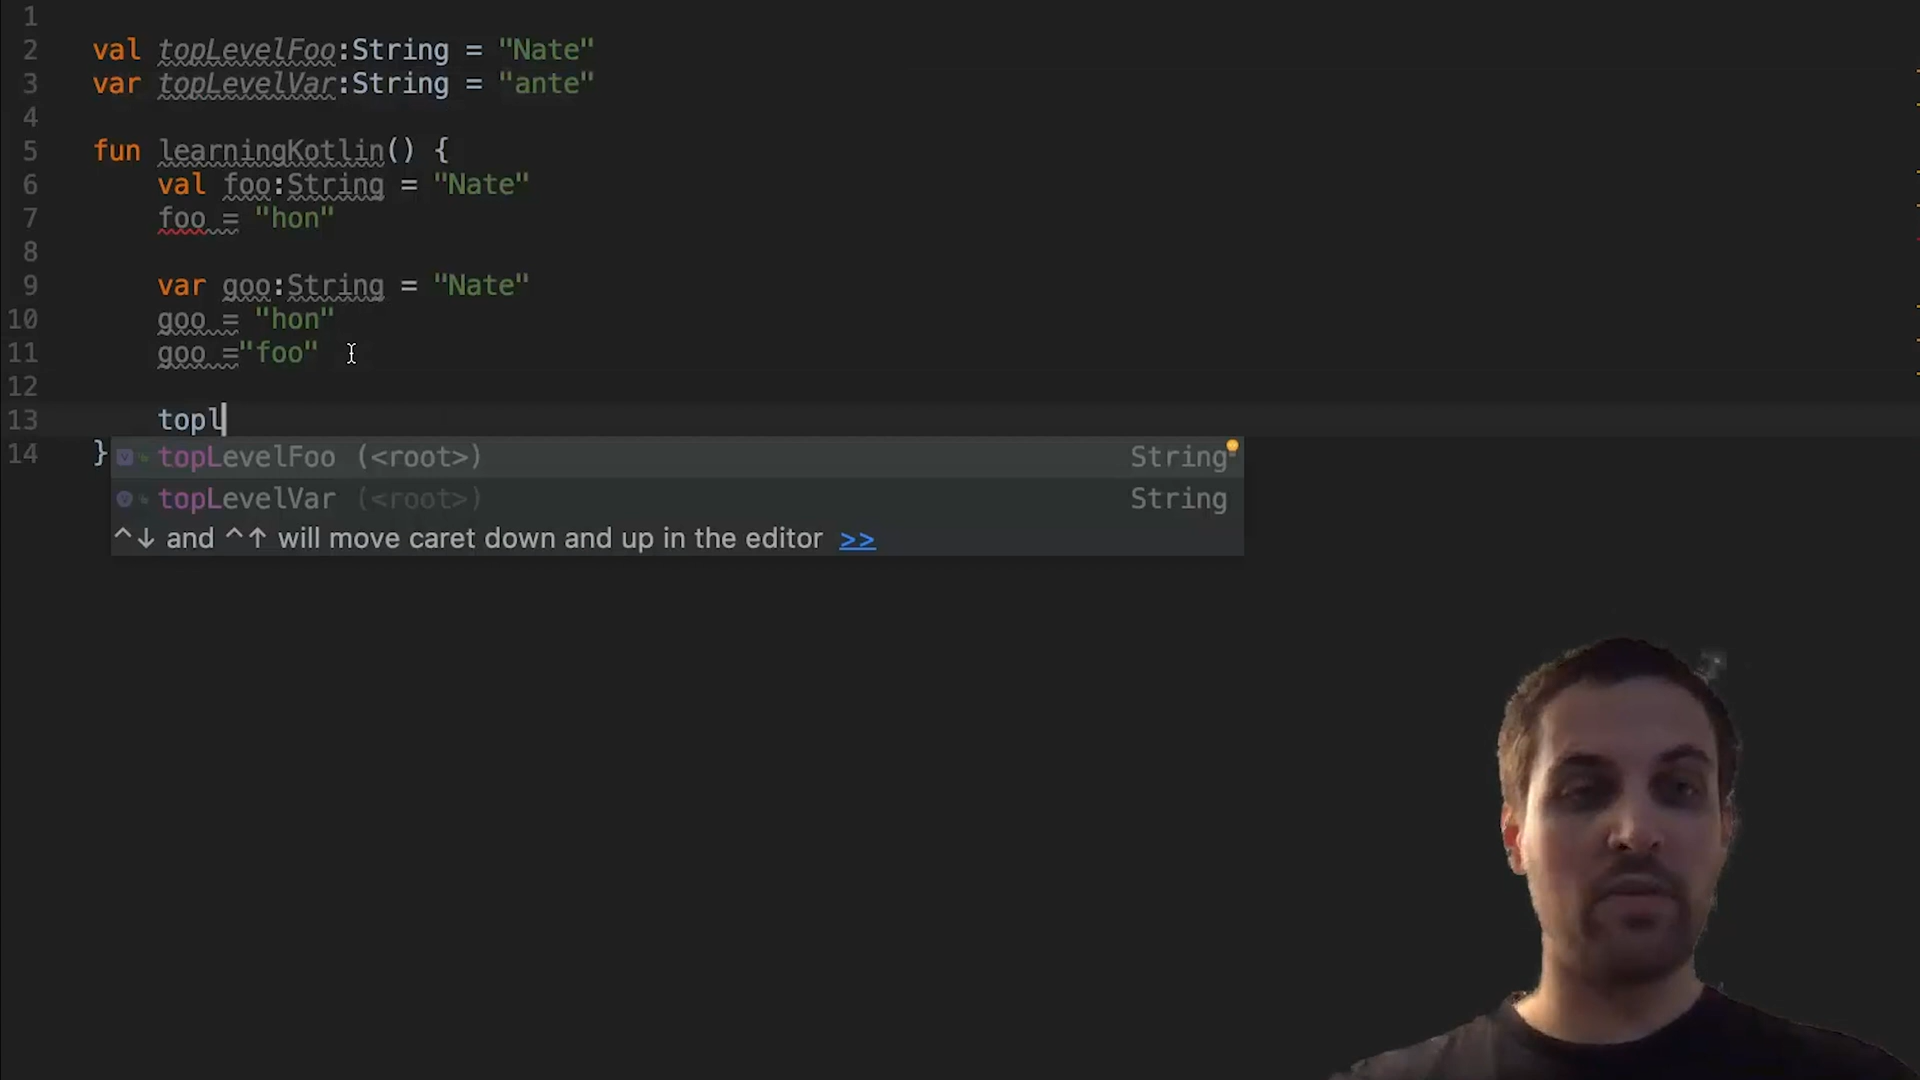 1
2 val topLevelFoo:String = "Nate"
3 var topLevelVar:String = "ante"
4
5 fun learningKotlin() {
6 val foo:String = "Nate"
7 foo = "hon"
8
9 var goo:String = "Nate"
10 goo = "hon"
11 goo ="foo"
12
13 topl
14 }
topLevelFoo (<root>) String
topLevelVar (<root>) String
^↓ and ^↑ will move caret down and up in the editor >>